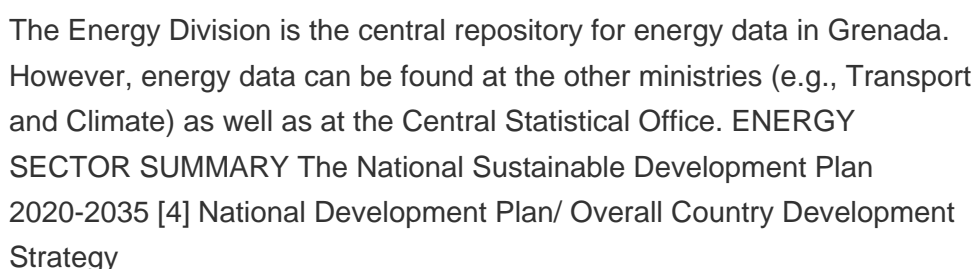 The Energy Division is the central repository for energy data in Grenada.
However, energy data can be found at the other ministries (e.g., Transport
and Climate) as well as at the Central Statistical Office. ENERGY
SECTOR SUMMARY The National Sustainable Development Plan
2020-2035 [4] National Development Plan/ Overall Country Development
Strategy